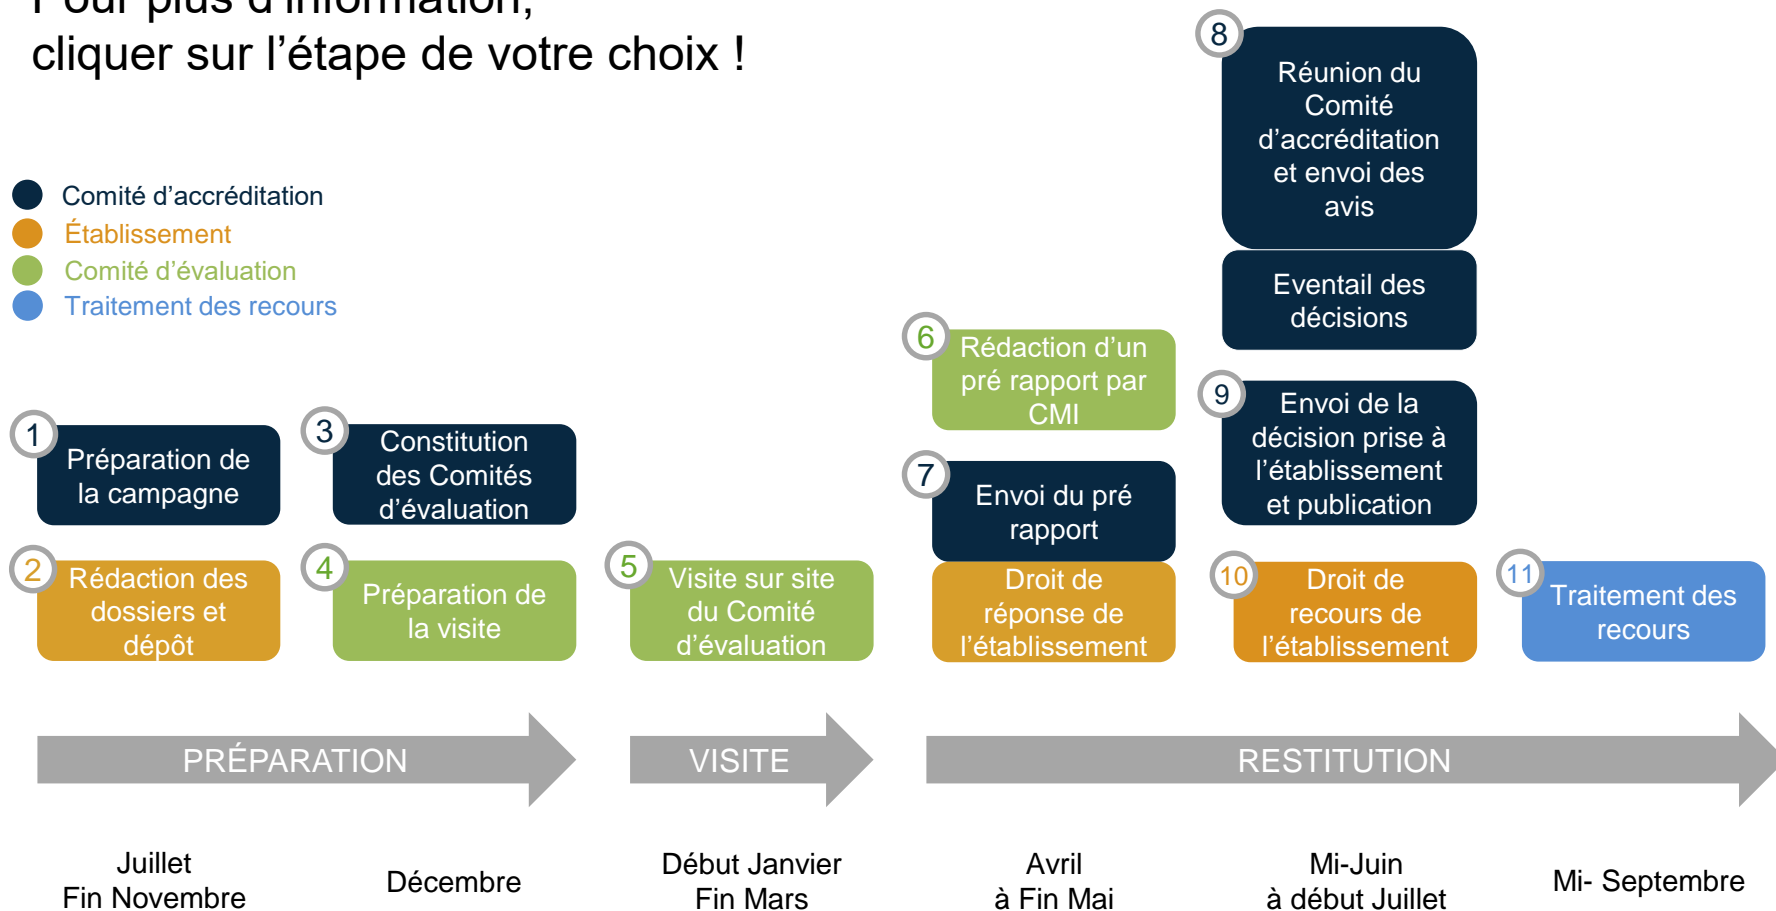 Pour plus d'information,
cliquer sur l'étape de votre choix !
Comité d'accréditation
Établissement
Comité d'évaluation
Traitement des recours
1
Préparation de
la campagne
2
Rédaction des
dossiers et
dépôt
3
Constitution
des Comités
d'évaluation
4
Préparation de
la visite
5
Visite sur site
du Comité
d'évaluation
6
Rédaction d'un
pré rapport par
CMI
7
Envoi du pré
rapport
Droit de
réponse de
l'établissement
8
Réunion du
Comité
d'accréditation
et envoi des
avis
Eventail des
décisions
9
Envoi de la
décision prise à
l'établissement
et publication
10
Droit de
recours de
l'établissement
11
Traitement des
recours
PRÉPARATION
VISITE
RESTITUTION
Juillet
Fin Novembre
Décembre
Début Janvier
Fin Mars
Avril
à Fin Mai
Mi-Juin
à début Juillet
Mi- Septembre